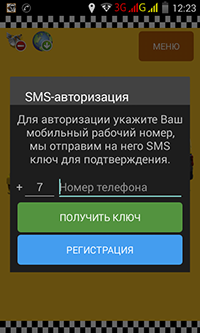 3G G 12:23
МЕНЮ
SMS-авторизация
Для авторизации укажите Ваш
мобильный рабочий номер,
мы отправим на него SMS
ключ для подтверждения.
+ 7 Номер телефона
ПОЛУЧИТЬ КЛЮЧ
РЕГИСТРАЦИЯ